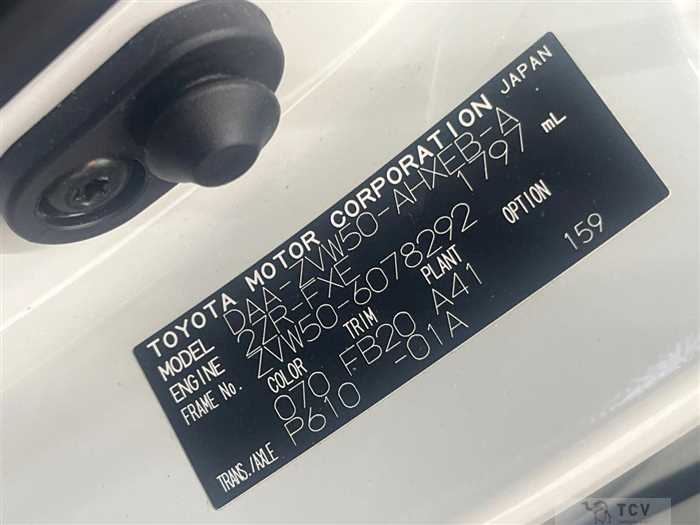 TOYOTA MOTOR CORPORATION JAPAN
MODEL DAA-ZVW50-AHXEB-A
ENGINE 2ZR-FXE 1797 mL
FRAME No. ZVW50-6078292
COLOR TRIM PLANT OPTION
070 FB20 A41 159
TRANS./AXLE P610 -01A
TCV